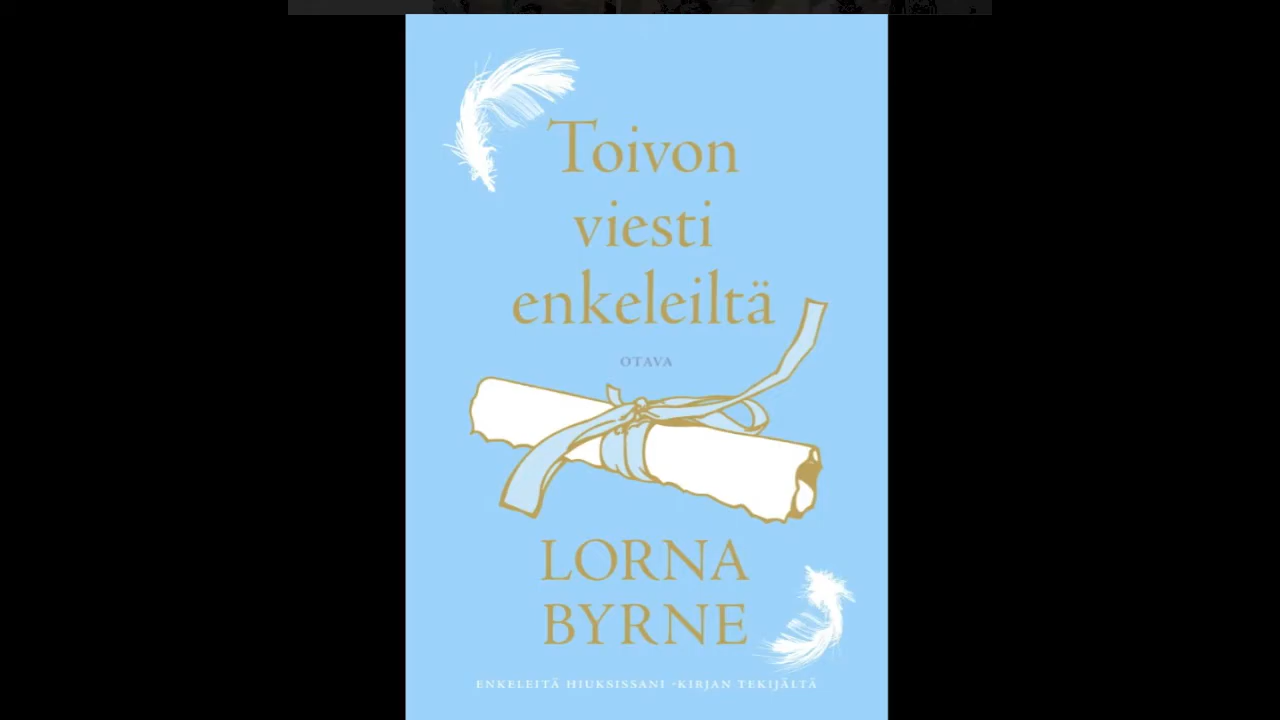 Toivon
viesti
enkeleiltä
OTAVA
LORNA
BYRNE
ENKELEITÄ HIUKSISSANI -KIRJAN TEKIJÄLTÄ